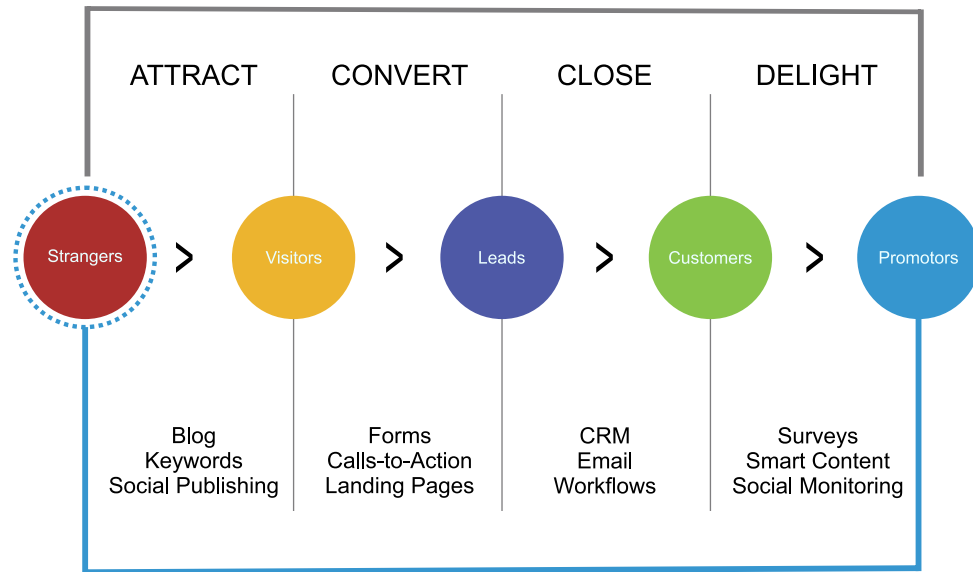 ATTRACT
CONVERT
CLOSE
DELIGHT
Strangers
Visitors
Leads
Customers
Promotors
Blog
Keywords
Social Publishing
Forms
Calls-to-Action
Landing Pages
CRM
Email
Workflows
Surveys
Smart Content
Social Monitoring